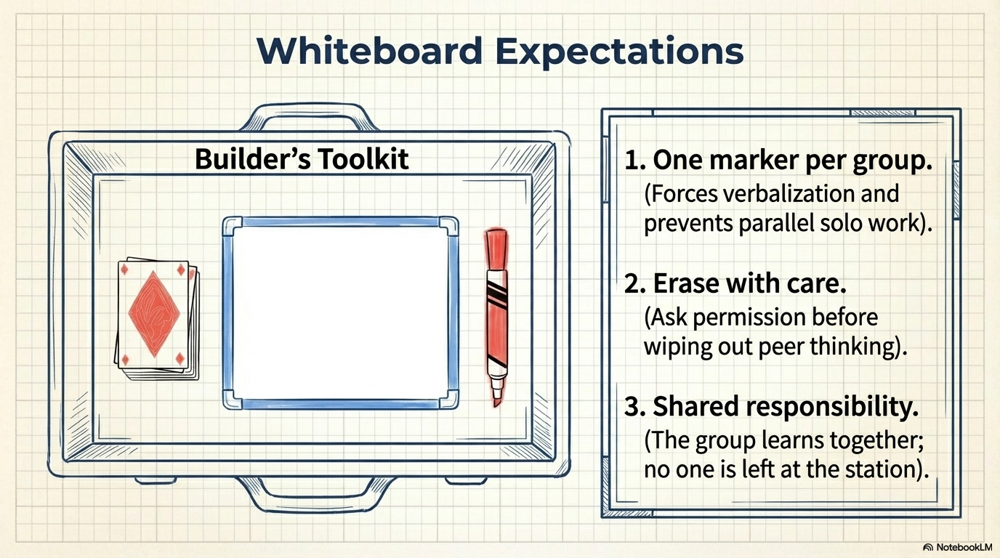 Whiteboard Expectations
Builder’s Toolkit
1. One marker per group.
(Forces verbalization and
prevents parallel solo work).
2. Erase with care.
(Ask permission before
wiping out peer thinking).
3. Shared responsibility.
(The group learns together;
no one is left at the station).
NotebookLM